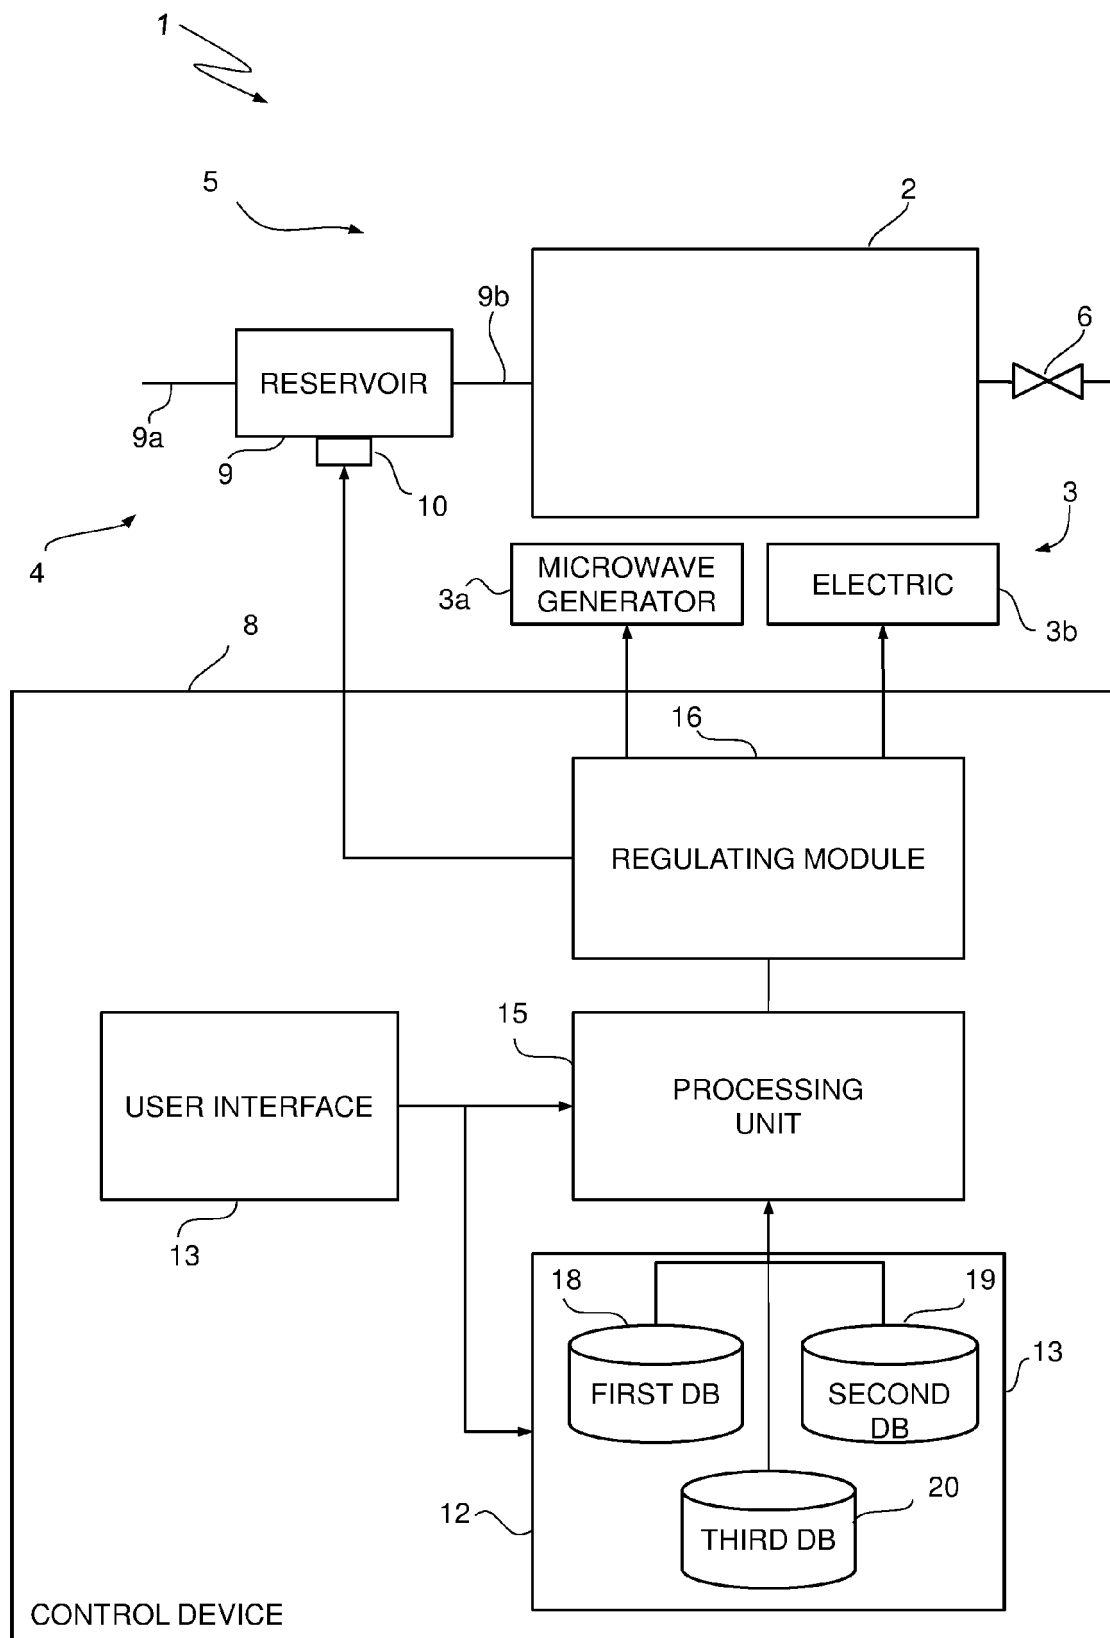 1
5
2
9b
6
RESERVOIR
9a
9
10
3
4
MICROWAVE
GENERATOR
3a
ELECTRIC
3b
8
16
REGULATING MODULE
15
USER INTERFACE
PROCESSING
UNIT
13
18
19
FIRST DB
SECOND
DB
13
12
20
THIRD DB
CONTROL DEVICE